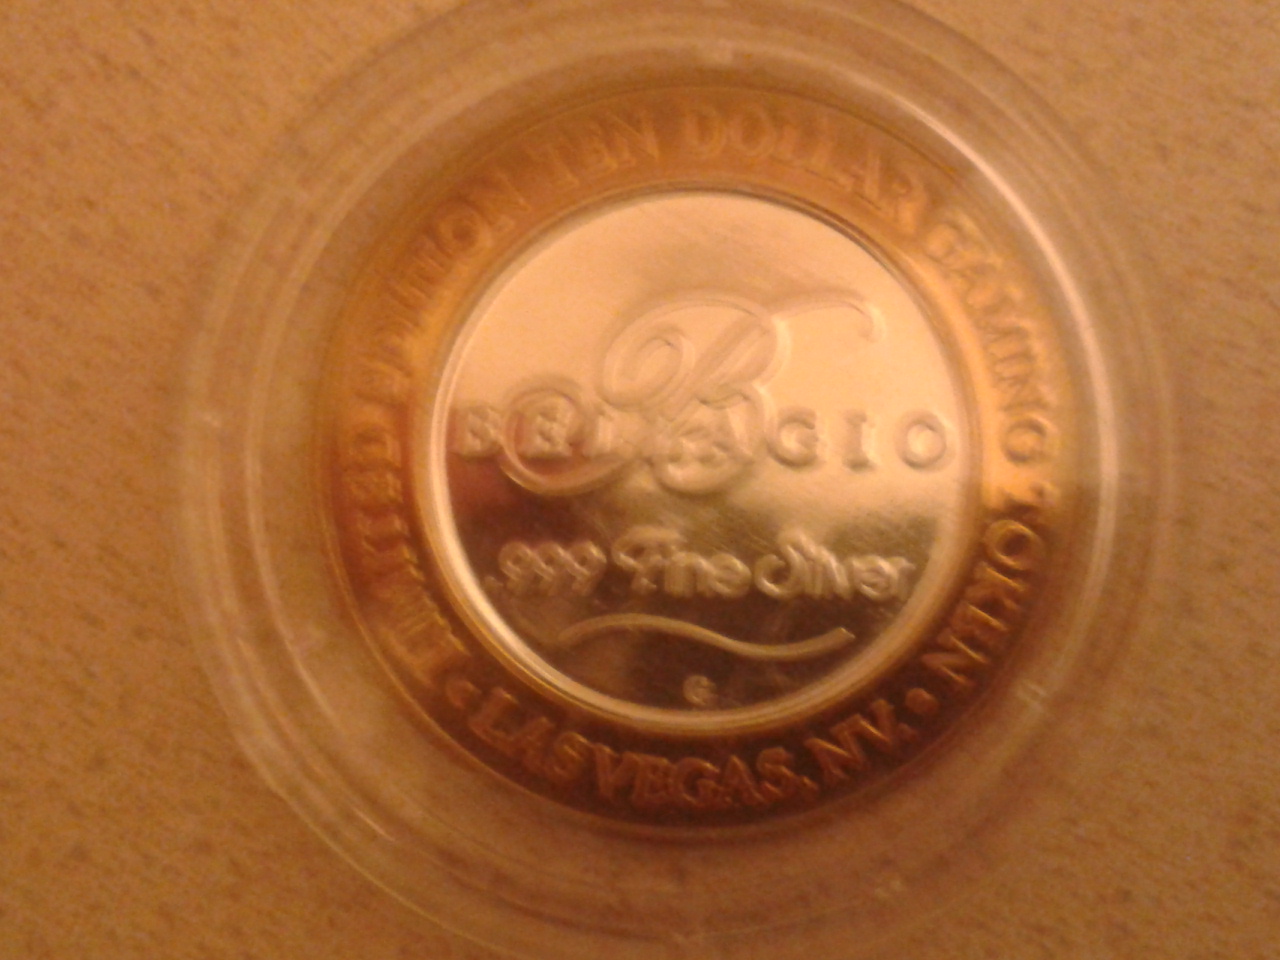 LIMITED EDITION TEN DOLLAR GAMING TOKEN
B
BELLAGIO
.999 Fine Silver
G
• LAS VEGAS, NV. •